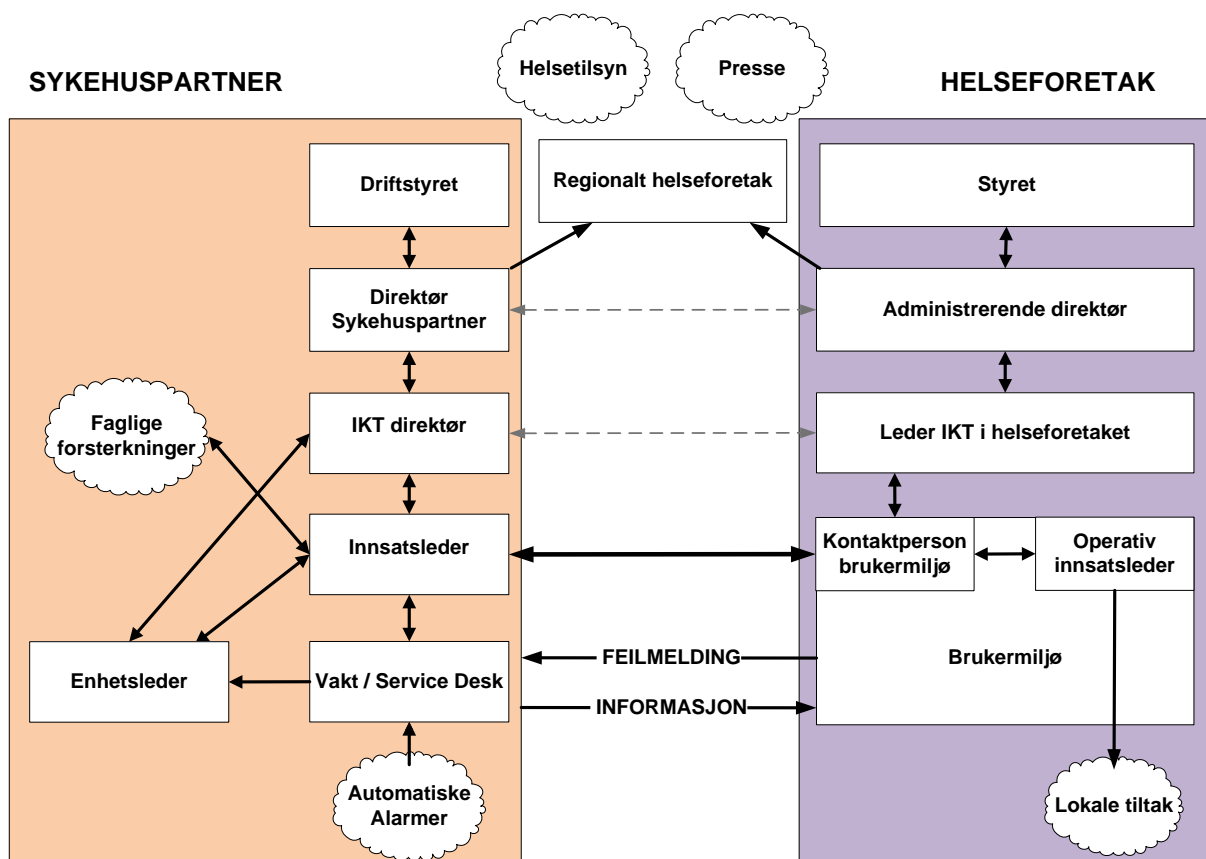 Helsetilsyn
Presse
SYKEHUSPARTNER
HELSEFORETAK
Driftstyret
Regionalt helseforetak
Styret
Direktør
Sykehuspartner
Administrerende direktør
Faglige
forsterkninger
IKT direktør
Leder IKT i helseforetaket
Innsatsleder
Kontaktperson
brukermiljø
Operativ
innsatsleder
Enhetsleder
Vakt / Service Desk
FEILMELDING
INFORMASJON
Brukermiljø
Automatiske
Alarmer
Lokale tiltak